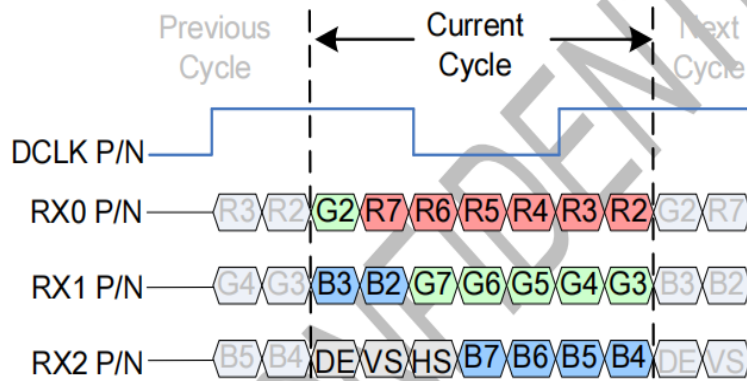 Previous Cycle
Current Cycle
Next Cycle
DCLK P/N
RX0 P/N R3 R2 G2 R7 R6 R5 R4 R3 R2 G2 R7
RX1 P/N G4 G3 B3 B2 G7 G6 G5 G4 G3 B3 B2
RX2 P/N B5 B4 DE VS HS B7 B6 B5 B4 DE VS